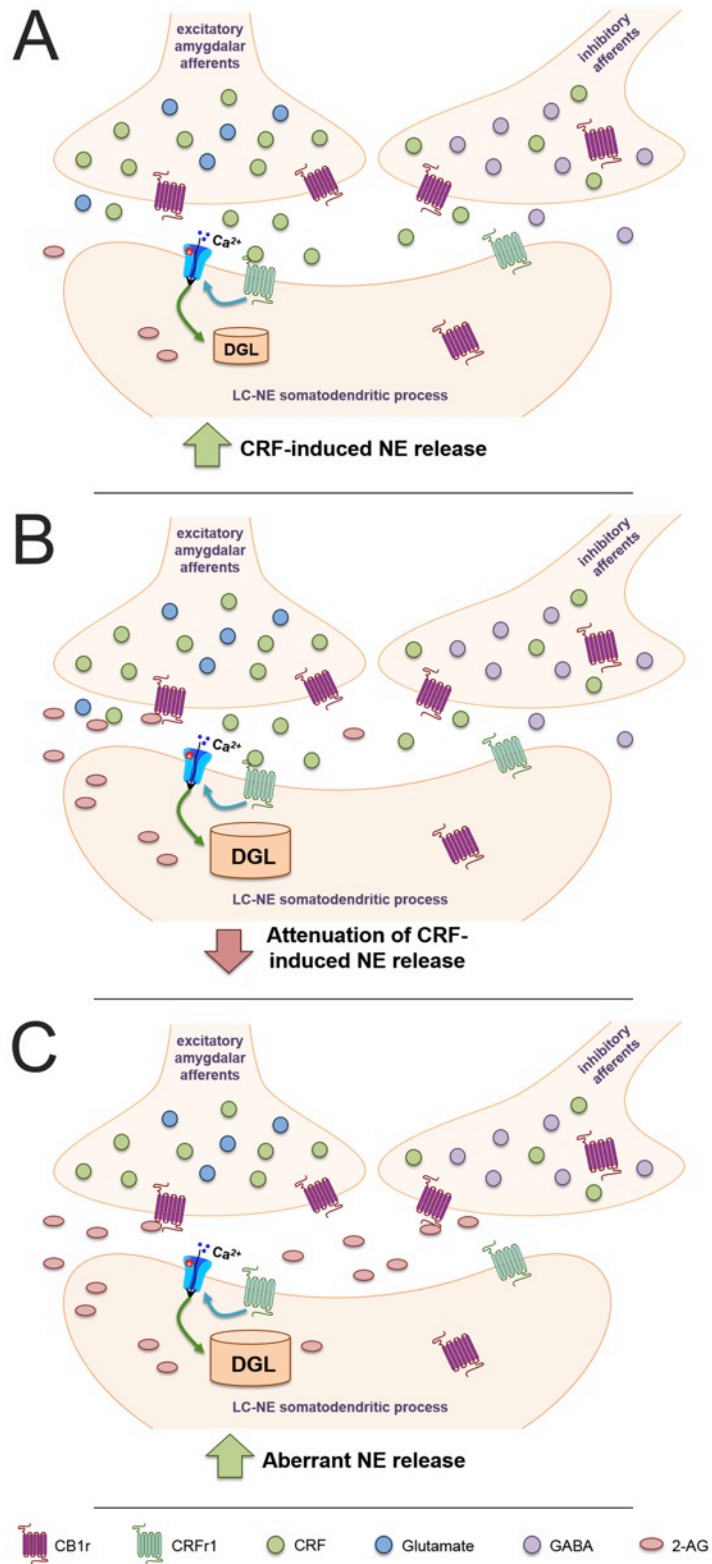 A
excitatory
amygdalar
afferents
inhibitory
afferents
Ca2+
DGL
LC-NE somatodendritic process
CRF-induced NE release
B
excitatory
amygdalar
afferents
inhibitory
afferents
Ca2+
DGL
LC-NE somatodendritic process
Attenuation of CRF-
induced NE release
C
excitatory
amygdalar
afferents
inhibitory
afferents
Ca2+
DGL
LC-NE somatodendritic process
Aberrant NE release
CB1r CRFr1 CRF Glutamate GABA 2-AG